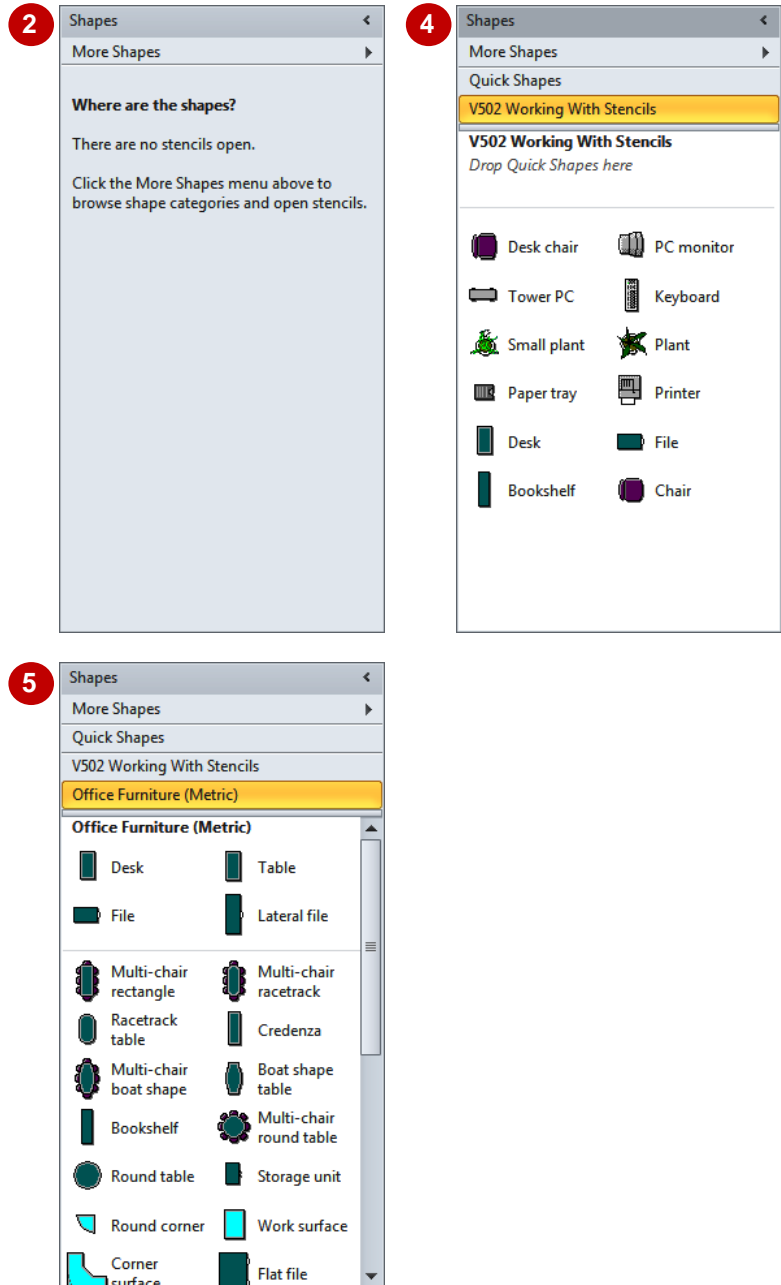 2
Shapes
More Shapes
Where are the shapes?
There are no stencils open.
Click the More Shapes menu above to
browse shape categories and open stencils.
4
Shapes
More Shapes
Quick Shapes
V502 Working With Stencils
V502 Working With Stencils
Drop Quick Shapes here
Desk chair
PC monitor
Tower PC
Keyboard
Small plant
Plant
Paper tray
Printer
Desk
File
Bookshelf
Chair
5
Shapes
More Shapes
Quick Shapes
V502 Working With Stencils
Office Furniture (Metric)
Office Furniture (Metric)
Desk
Table
File
Lateral file
Multi-chair
rectangle
Multi-chair
racetrack
Racetrack
table
Credenza
Multi-chair
boat shape
Boat shape
table
Bookshelf
Multi-chair
round table
Round table
Storage unit
Round corner
Work surface
Corner
surface
Flat file